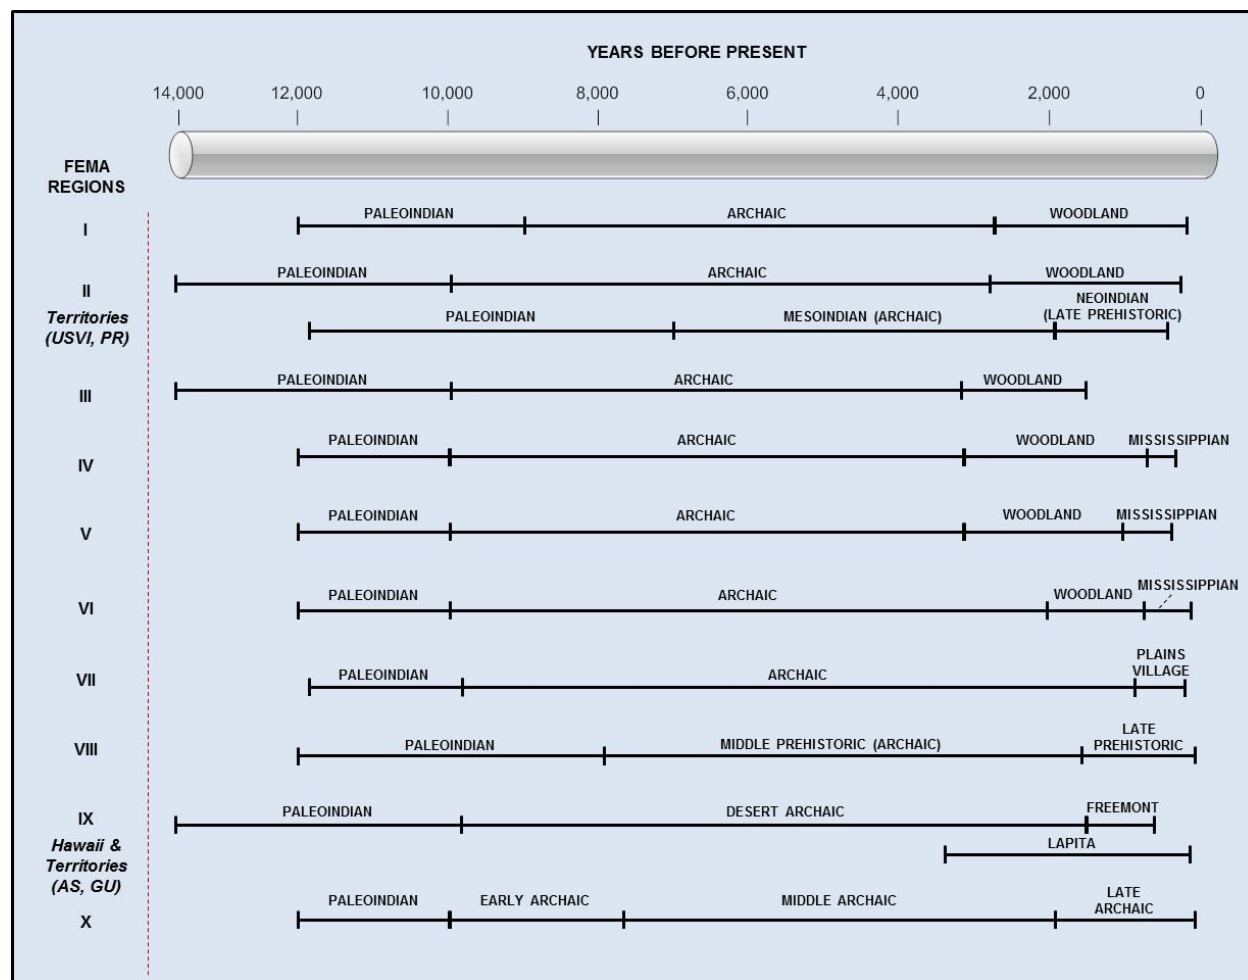 YEARS BEFORE PRESENT
14,000 12,000 10,000 8,000 6,000 4,000 2,000 0
FEMA
REGIONS
PALEOINDIAN ARCHAIC WOODLAND
I
PALEOINDIAN ARCHAIC WOODLAND
II
Territories
(USVI, PR)
PALEOINDIAN MESOINDIAN (ARCHAIC) NEOINDIAN
(LATE PREHISTORIC)
PALEOINDIAN ARCHAIC WOODLAND
III
PALEOINDIAN ARCHAIC WOODLAND MISSISSIPPIAN
IV
PALEOINDIAN ARCHAIC WOODLAND MISSISSIPPIAN
V
PALEOINDIAN ARCHAIC WOODLAND MISSISSIPPIAN
VI
PALEOINDIAN ARCHAIC PLAINS
VILLAGE
VII
PALEOINDIAN MIDDLE PREHISTORIC (ARCHAIC) LATE
PREHISTORIC
VIII
PALEOINDIAN DESERT ARCHAIC FREEMONT
IX
Hawaii &
Territories
(AS, GU)
LAPITA
PALEOINDIAN EARLY ARCHAIC MIDDLE ARCHAIC LATE
ARCHAIC
X